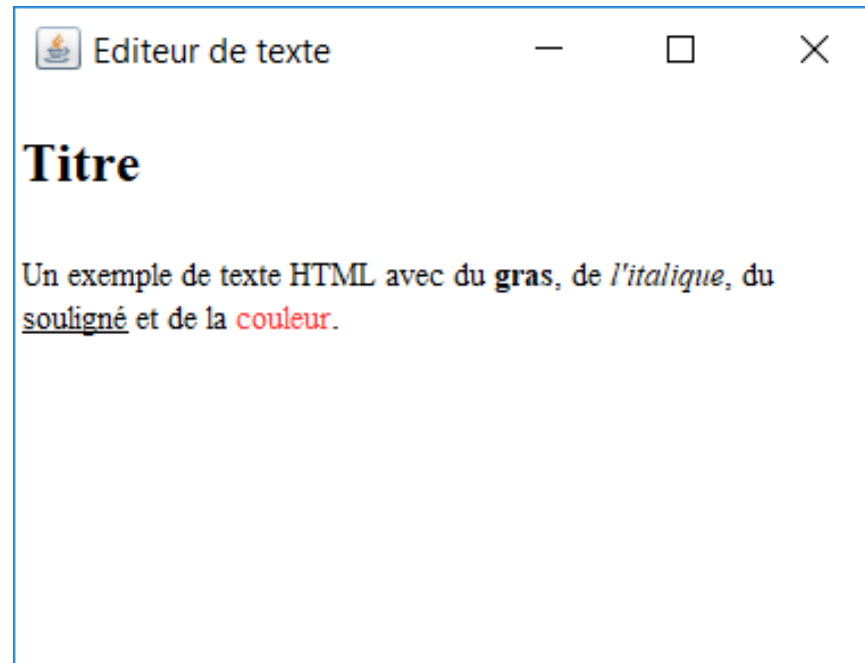 Editeur de texte
Titre
Un exemple de texte HTML avec du gras, de l'italique, du
souligné et de la couleur.